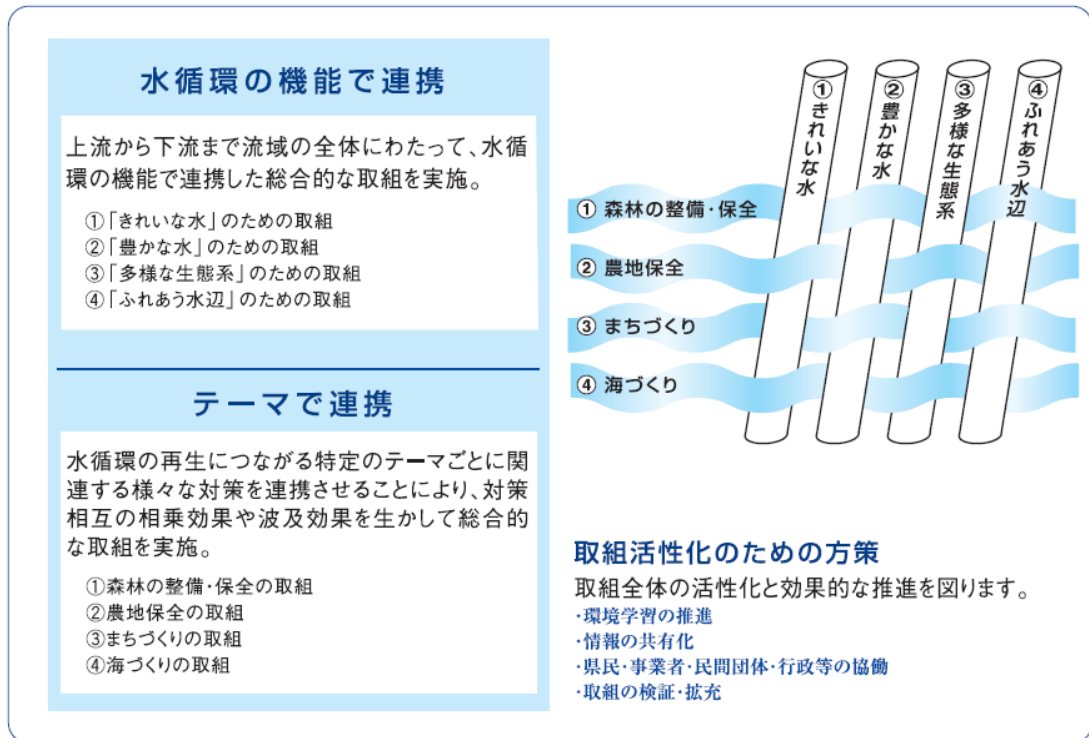 水循環の機能で連携
上流から下流まで流域の全体にわたって、水循
環の機能で連携した総合的な取組を実施。
①「きれいな水」のための取組
②「豊かな水」のための取組
③「多様な生態系」のための取組
④「ふれあう水辺」のための取組
テーマで連携
水循環の再生につながる特定のテーマごとに関
連する様々な対策を連携させることにより、対策
相互の相乗効果や波及効果を生かして総合的
な取組を実施。
①森林の整備・保全の取組
②農地保全の取組
③まちづくりの取組
④海づくりの取組
①きれいな水
②豊かな水
③多様な生態系
④ふれあう水辺
① 森林の整備・保全
② 農地保全
③ まちづくり
④ 海づくり
取組活性化のための方策
取組全体の活性化と効果的な推進を図ります。
・環境学習の推進
・情報の共有化
・県民・事業者・民間団体・行政等の協働
・取組の検証・拡充